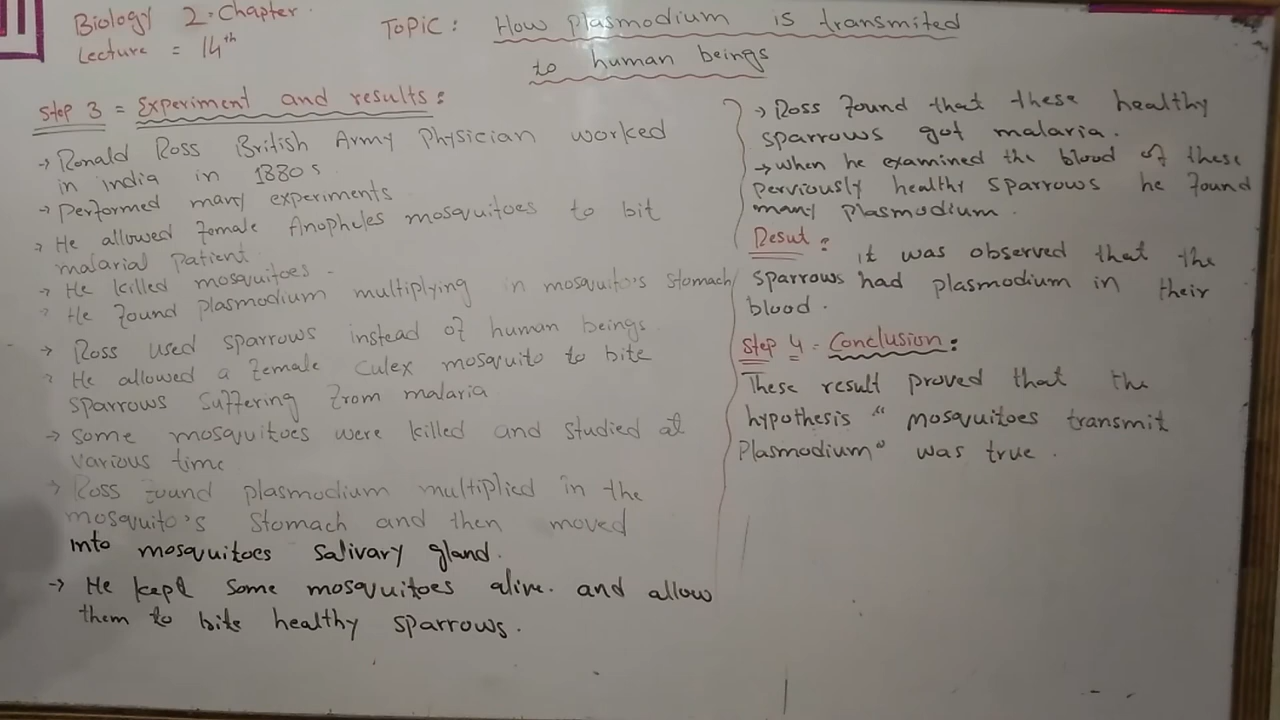 Biology 2. Chapter.
Lecture = 14th
Topic: How plasmodium is transmited
to human beings
Step 3 = Experiment and results:
→ Ronald Ross British Army Physician worked
in india in 1880s
→ Performed many experiments
→ He allowed female Anopheles mosquitoes to bit
malarial patient.
→ He killed mosquitoes.
→ He found plasmodium multiplying in mosquito's stomach
→ Ross used sparrows instead of human beings
→ He allowed a female culex mosquito to bite
sparrows suffering from malaria
→ some mosquitoes were killed and studied at
various time
→ Ross found plasmodium multiplied in the
mosquito's stomach and then moved
into mosquitoes salivary gland.
→ He kept some mosquitoes alive. and allow
them to bite healthy sparrows.
→ Ross found that these healthy
sparrows got malaria.
→ when he examined the blood of these
perviously healthy sparrows he found
many plasmodium.
Resut: it was observed that the
sparrows had plasmodium in their
blood.
Step 4 - Conclusion:
These result proved that the
hypothesis "mosquitoes transmit
Plasmodium" was true.